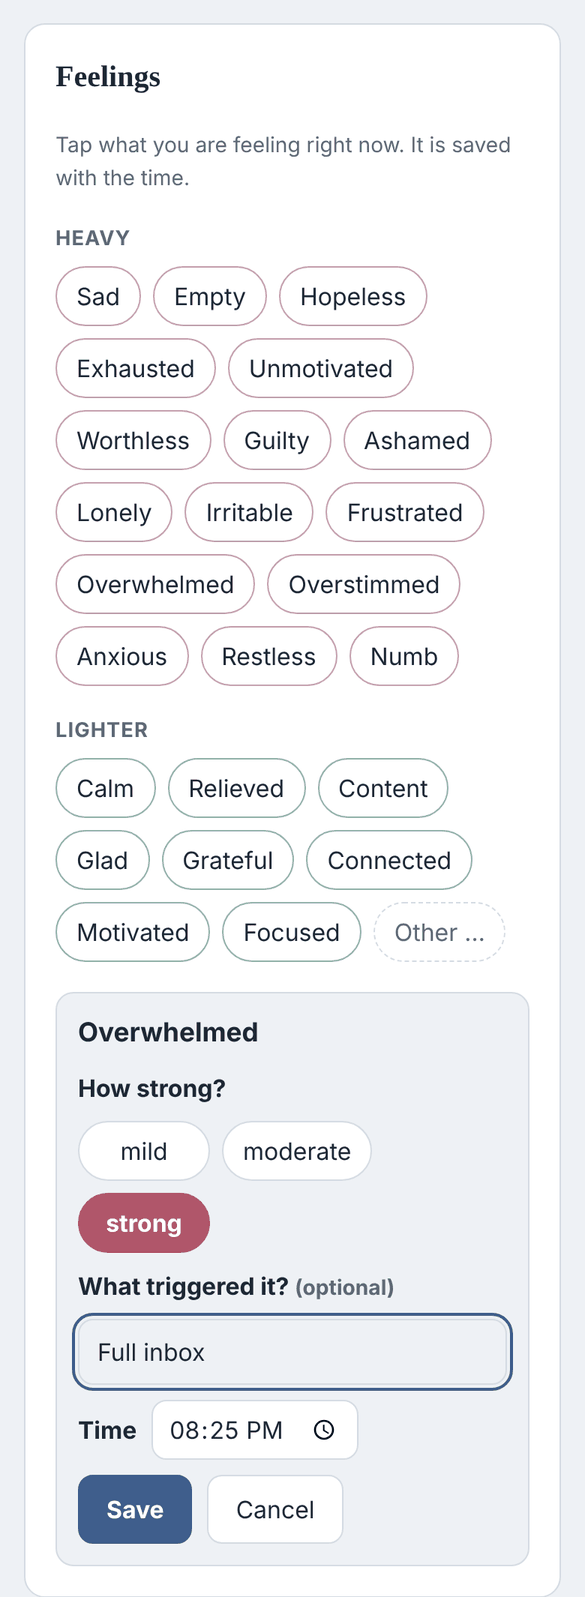 Feelings
Tap what you are feeling right now. It is saved
with the time.
HEAVY
Sad Empty Hopeless
Exhausted Unmotivated
Worthless Guilty Ashamed
Lonely Irritable Frustrated
Overwhelmed Overstimmed
Anxious Restless Numb
LIGHTER
Calm Relieved Content
Glad Grateful Connected
Motivated Focused Other ...
Overwhelmed
How strong?
mild moderate
strong
What triggered it? (optional)
Full inbox
Time 08:25 PM
Save Cancel